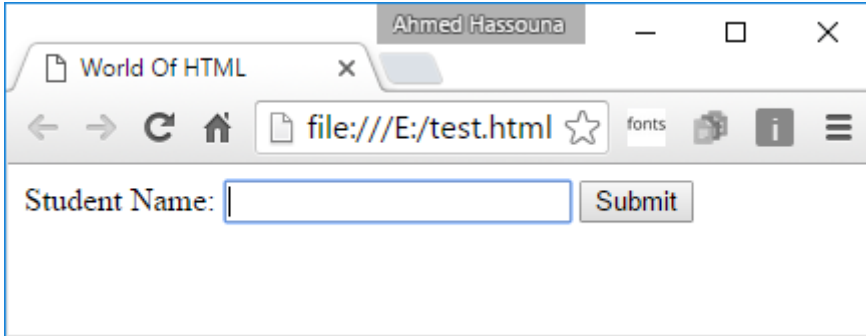 Ahmed Hassouna
World Of HTML
file:///E:/test.html fonts i
Student Name: Submit